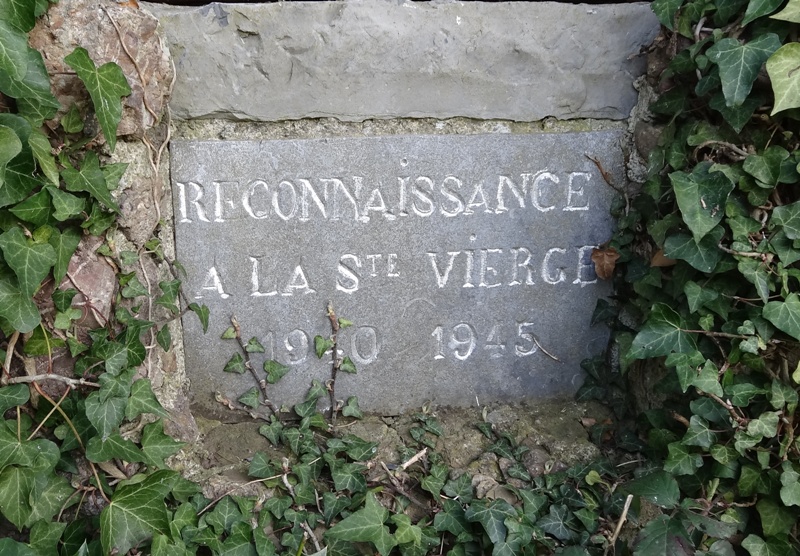 RECONNAISSANCE
A LA STE VIERGE
1940 1945